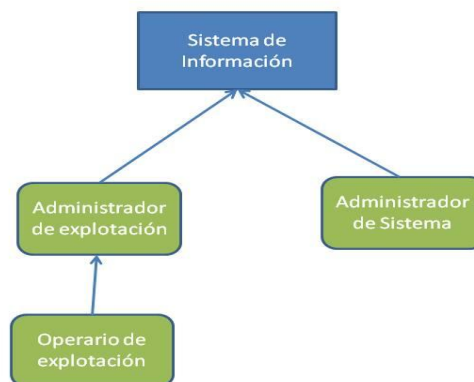 Sistema de
Información
Administrador
de explotación
Administrador
de Sistema
Operario de
explotación